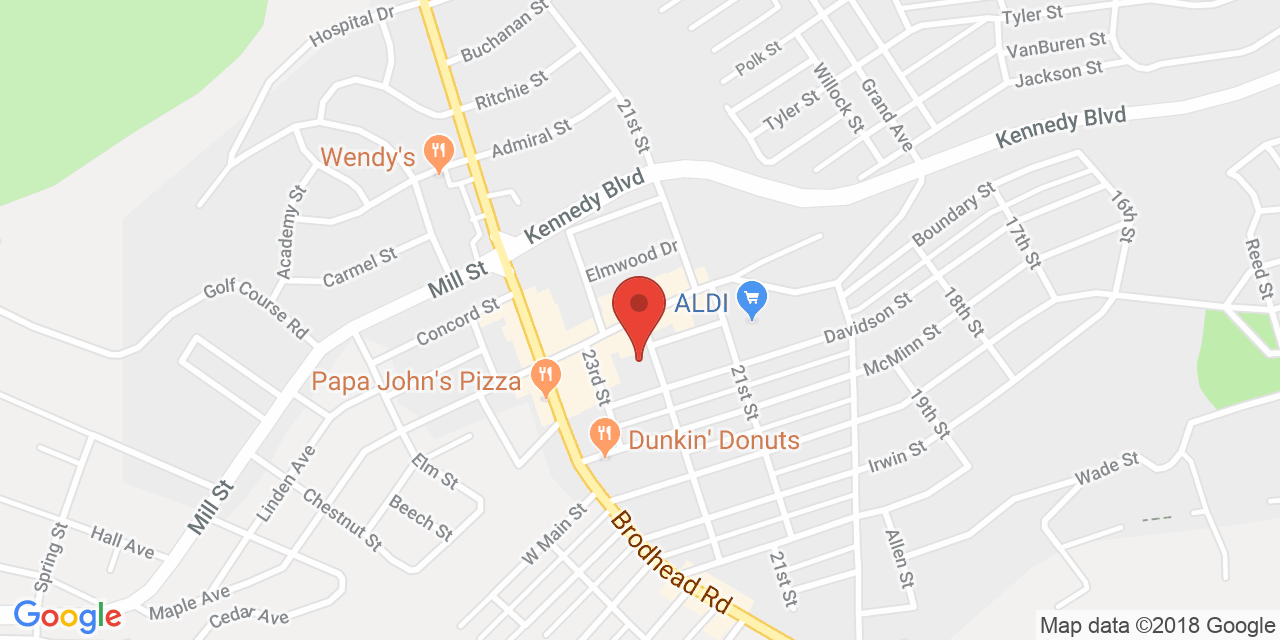 Hospital Dr
Buchanan St
Ritchie St
Admiral St
21st St
Polk St
Tyler St
Willock St
Grand Ave
Tyler St
VanBuren St
Jackson St
Kennedy Blvd
Wendy's
Academy St
Carmel St
Kennedy Blvd
Mill St
Elmwood Dr
Boundary St
16th St
17th St
18th St
Reed St
Golf Course Rd
Concord St
ALDI
Davidson St
McMinn St
Papa John's Pizza
23rd St
21st St
19th St
Dunkin' Donuts
Irwin St
Wade St
Elm St
Beech St
Linden Ave
Chestnut St
Mill St
Hall Ave
Spring St
Maple Ave
Cedar Ave
W Main St
Brodhead Rd
21st St
Allen St
Google
Map data ©2018 Google